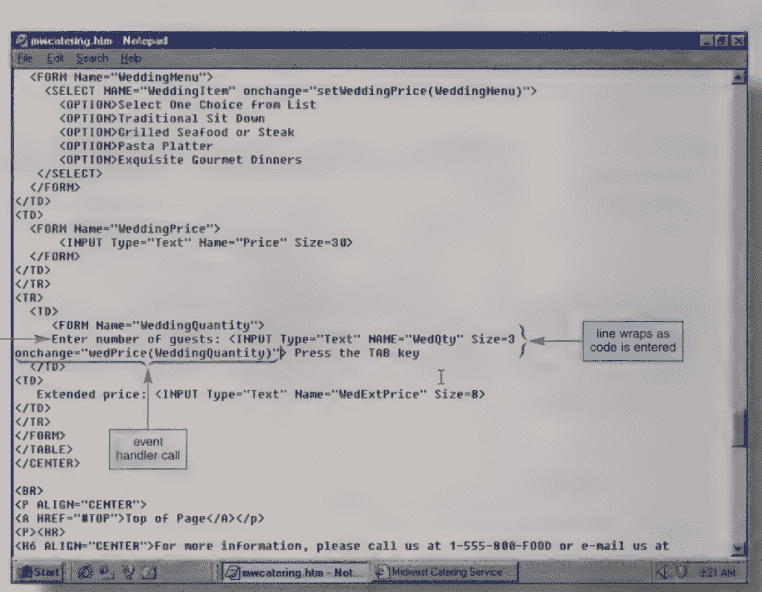 mwcatering.htm - Notepad
File Edit Search Help
<FORM Name="WeddingMenu">
<SELECT NAME="WeddingItem" onchange="setWeddingPrice(WeddingMenu)">
<OPTION>Select One Choice from List
<OPTION>Traditional Sit Down
<OPTION>Grilled Seafood or Steak
<OPTION>Pasta Platter
<OPTION>Exquisite Gourmet Dinners
</SELECT>
</FORM>
</TD>
<TD>
<FORM Name="WeddingPrice">
<INPUT Type="Text" Name="Price" Size=30>
</FORM>
</TD>
</TR>
<TR>
<TD>
<FORM Name="WeddingQuantity">
Enter number of guests: <INPUT Type="Text" NAME="WedQty" Size=3
onchange="wedPrice(WeddingQuantity)"> Press the TAB key
line wraps as
code is entered
</TD>
<TD>
Extended price: <INPUT Type="Text" Name="WedExtPrice" Size=8>
</TD>
</TR>
</FORM>
</TABLE>
</CENTER>
event
handler call
<BR>
<P ALIGN="CENTER">
<A HREF="#TOP">Top of Page</A></p>
<P><HR>
<H6 ALIGN="CENTER">For more information, please call us at 1-555-800-FOOD or e-mail us at
Start
mwcatering.htm - Not...
Midwest Catering Service
4:21 AM